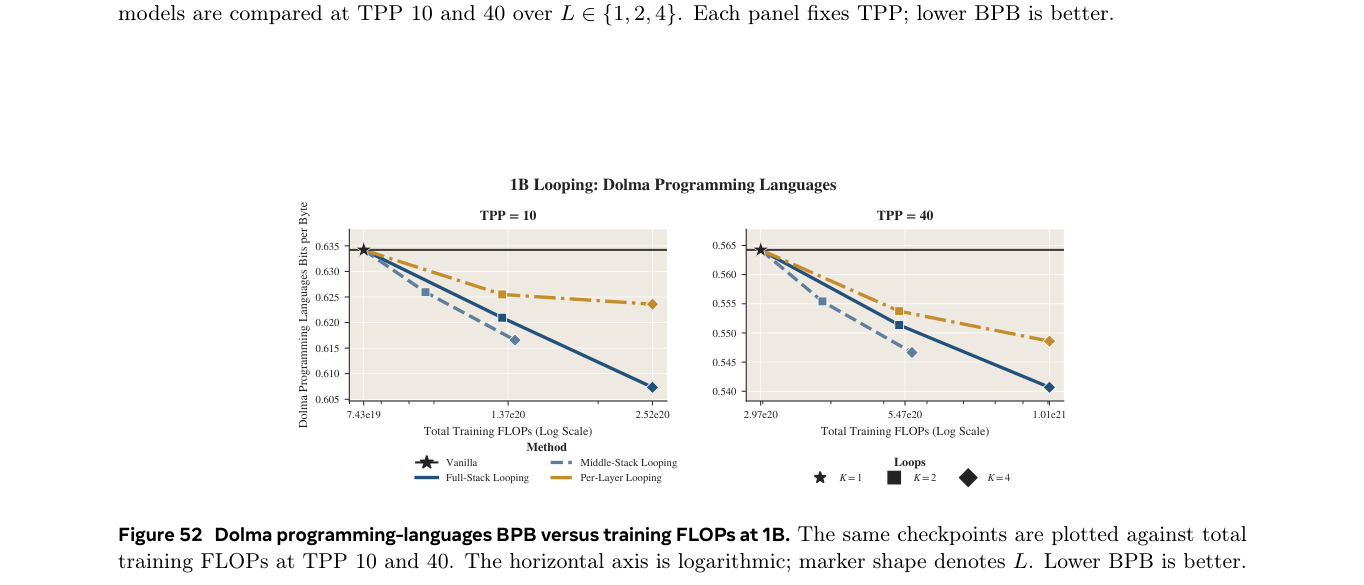 models are compared at TPP 10 and 40 over L ∈ {1, 2, 4}. Each panel fixes TPP; lower BPB is better.
1B Looping: Dolma Programming Languages
TPP = 10
TPP = 40
Dolma Programming Languages Bits per Byte
0.635
0.630
0.625
0.620
0.615
0.610
0.605
7.43e19
1.37e20
2.52e20
Total Training FLOPs (Log Scale)
0.565
0.560
0.555
0.550
0.545
0.540
2.97e20
5.47e20
1.01e21
Total Training FLOPs (Log Scale)
Method
Vanilla
Middle-Stack Looping
Full-Stack Looping
Per-Layer Looping
Loops
K = 1
K = 2
K = 4
Figure 52 Dolma programming-languages BPB versus training FLOPs at 1B. The same checkpoints are plotted against total
training FLOPs at TPP 10 and 40. The horizontal axis is logarithmic; marker shape denotes L. Lower BPB is better.